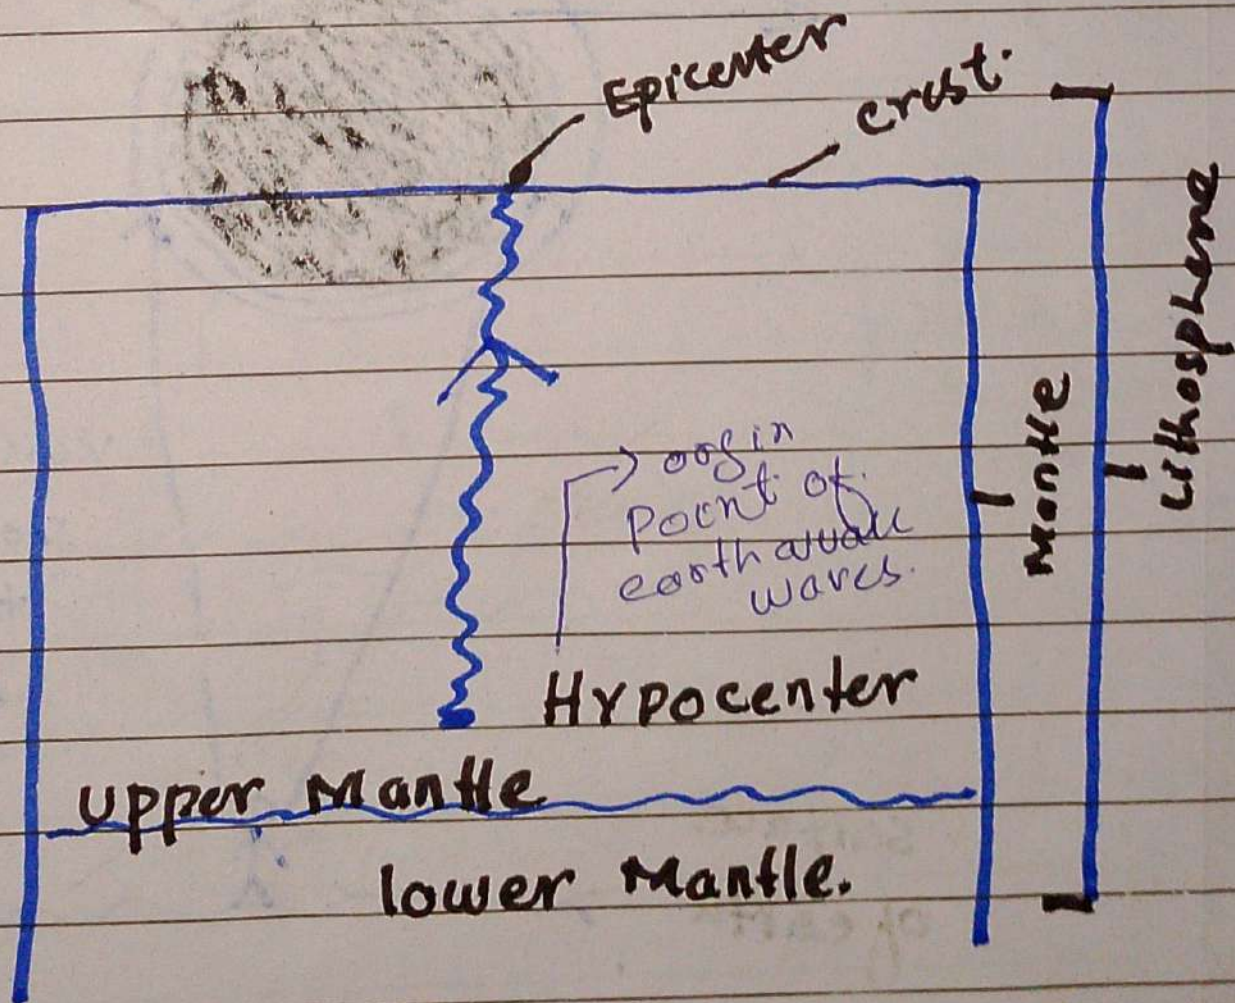 Epicenter
crust.
Lithosphere
Mantle
origin
point of
earthquake
waves.
Hypocenter
upper Mantle
lower Mantle.